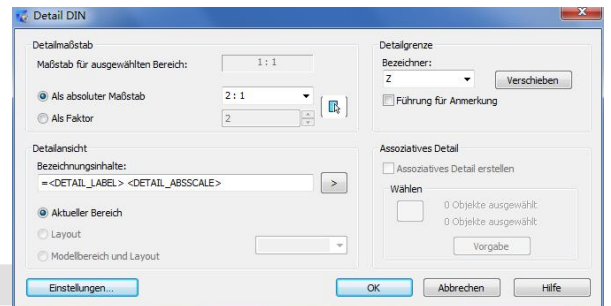 Detail DIN
Detailmaßstab
Maßstab für ausgewählten Bereich:
1 : 1
Als absoluter Maßstab
2 : 1
Als Faktor
2
Detailgrenze
Bezeichner:
Z
Verschieben
Führung für Anmerkung
Detailansicht
Bezeichnungsinhalte:
=<DETAIL_LABEL> <DETAIL_ABSSCALE>
>
Aktueller Bereich
Layout
Modellbereich und Layout
Assoziatives Detail
Assoziatives Detail erstellen
Wählen
0 Objekte ausgewählt
0 Objekte ausgewählt
Vorgabe
Einstellungen...
OK
Abbrechen
Hilfe